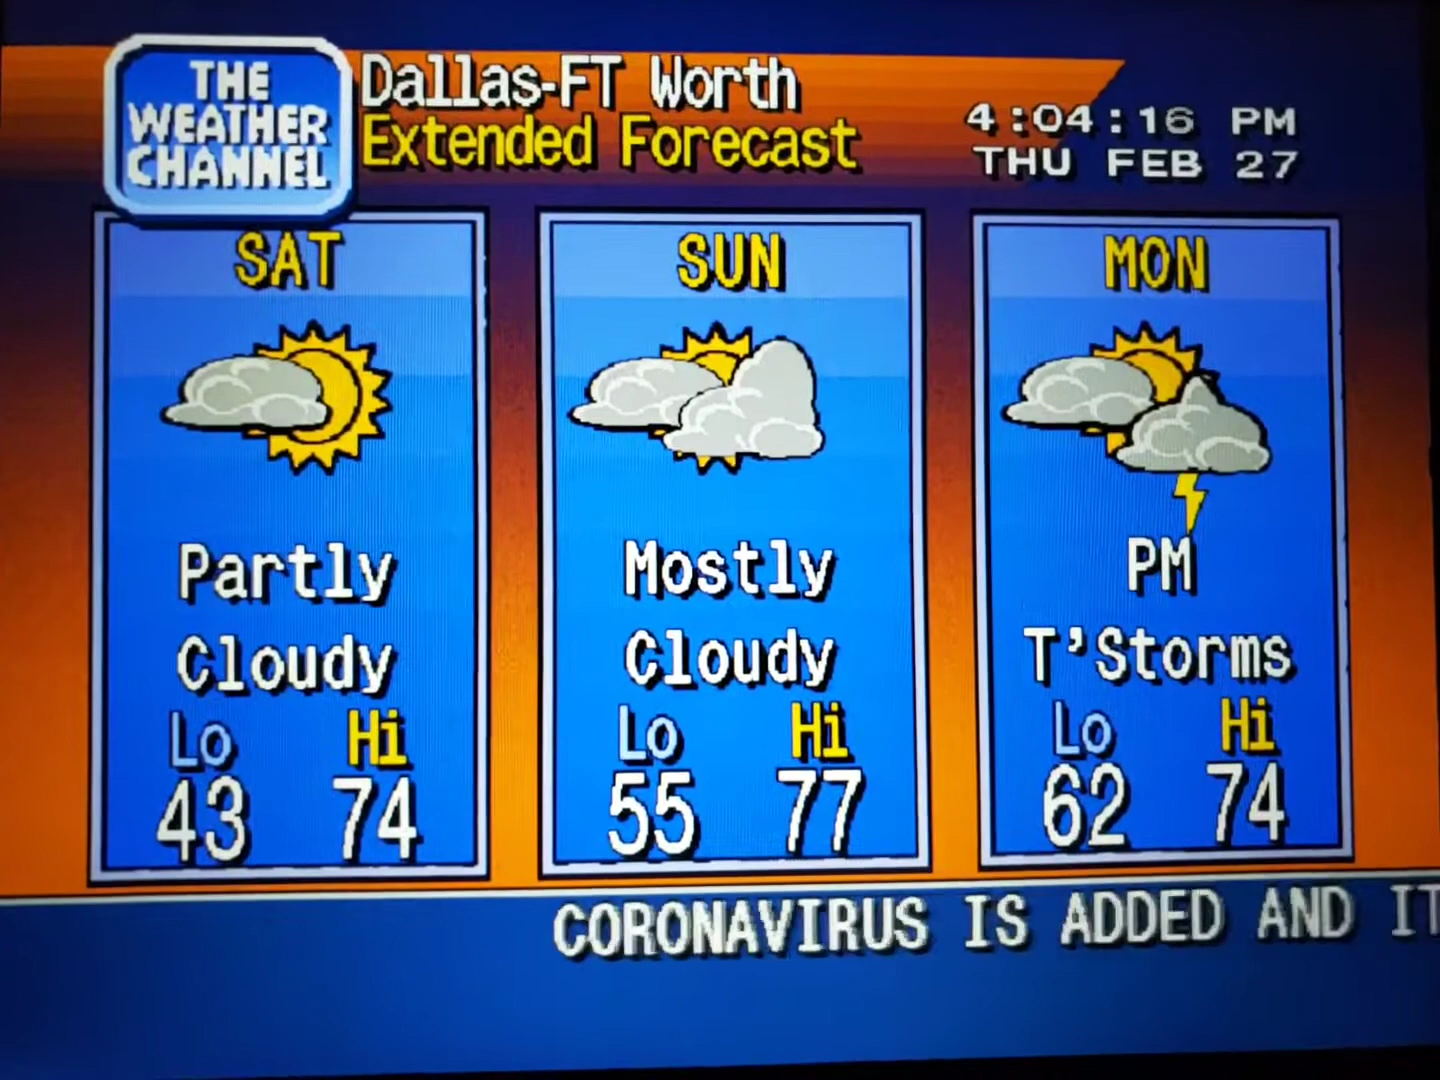 THE
WEATHER
CHANNEL
Dallas-FT Worth
Extended Forecast
4:04:16 PM
THU FEB 27
SAT
Partly
Cloudy
Lo Hi
43 74
SUN
Mostly
Cloudy
Lo Hi
55 77
MON
PM
T'Storms
Lo Hi
62 74
CORONAVIRUS IS ADDED AND IT